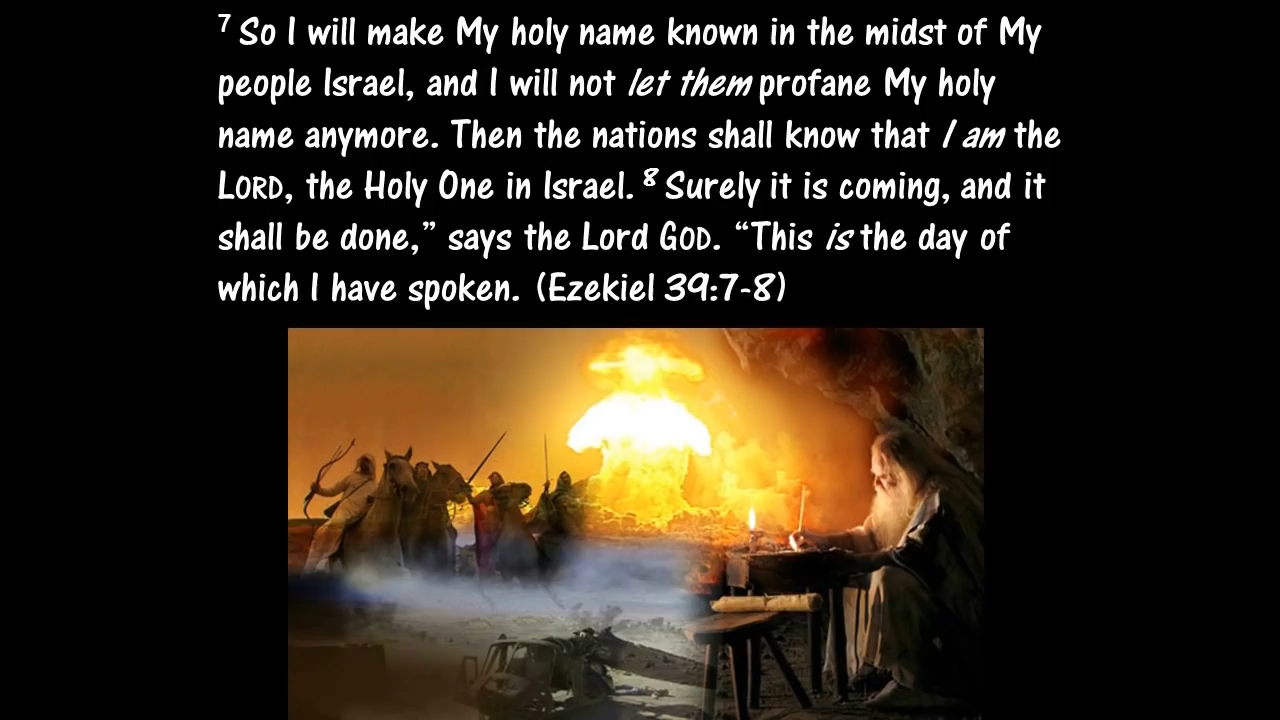 7 So I will make My holy name known in the midst of My
people Israel, and I will not let them profane My holy
name anymore. Then the nations shall know that I am the
LORD, the Holy One in Israel. 8 Surely it is coming, and it
shall be done,” says the Lord GOD. “This is the day of
which I have spoken. (Ezekiel 39:7-8)